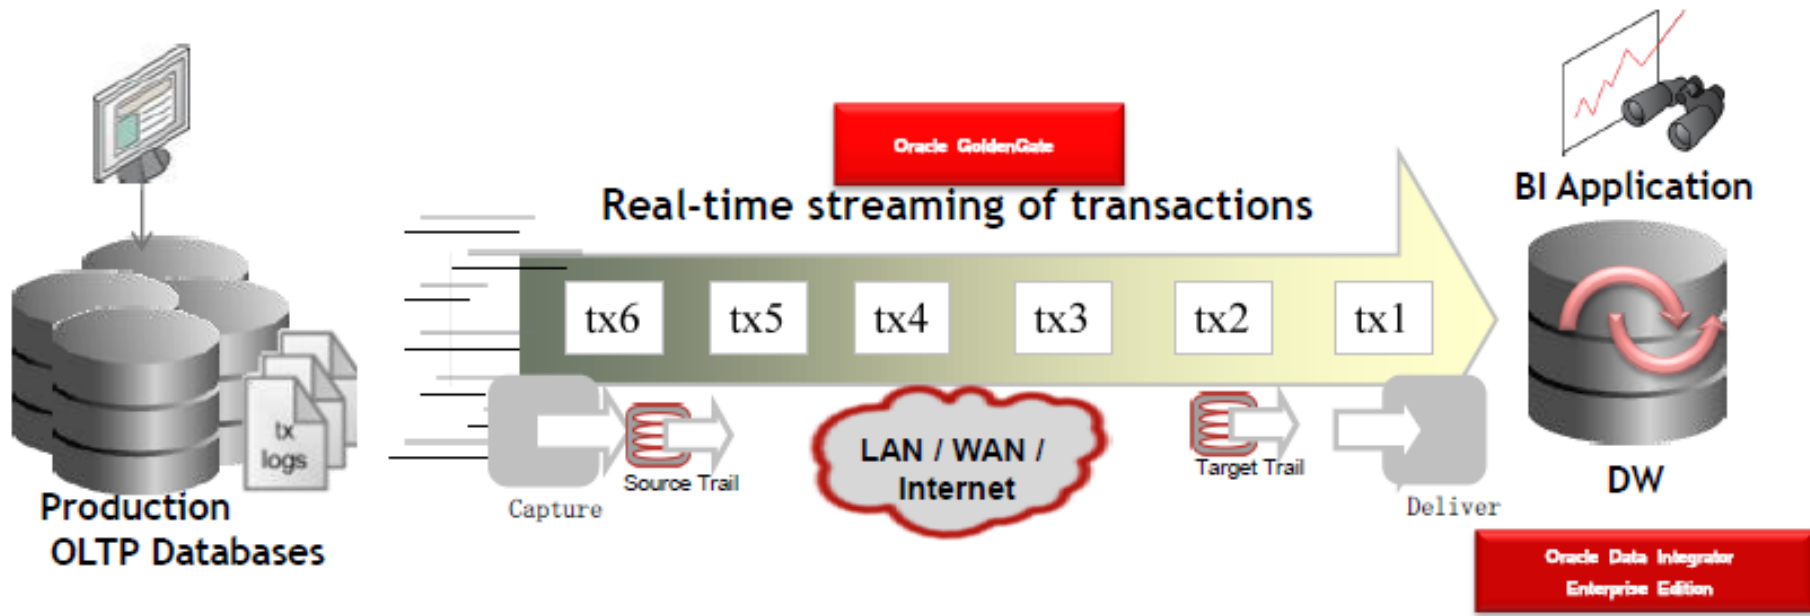 Oracle GoldenGate
Real-time streaming of transactions
BI Application
tx6
tx5
tx4
tx3
tx2
tx1
tx
logs
LAN / WAN /
Internet
Source Trail
Target Trail
Capture
Deliver
DW
Production
OLTP Databases
Oracle Data Integrator
Enterprise Edition